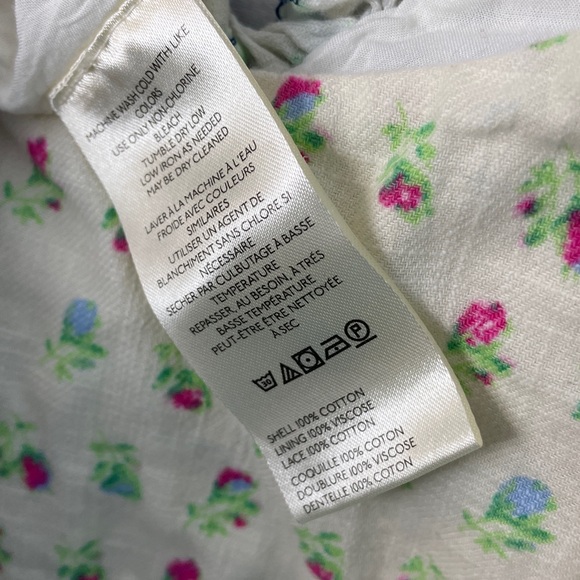 MACHINE WASH COLD WITH LIKE
COLORS
USE ONLY NON-CHLORINE
BLEACH
TUMBLE DRY LOW
LOW IRON AS NEEDED
MAY BE DRY CLEANED
LAVER À LA MACHINE À L'EAU
FROIDE AVEC COULEURS
SIMILAIRES
UTILISER UN AGENT DE
BLANCHIMENT SANS CHLORE SI
NÉCESSAIRE
SECHER PAR CULBUTAGE À BASSE
TEMPERATURE
REPASSER, AU BESOIN, À TRÈS
BASSE TEMPÉRATURE
PEUT-ÊTRE ÊTRE NETTOYÉE
À SEC
30 P
SHELL 100% COTTON
LINING 100% VISCOSE
LACE 100% COTTON
COQUILLE 100% COTON
DOUBLURE 100% VISCOSE
DENTELLE 100% COTON